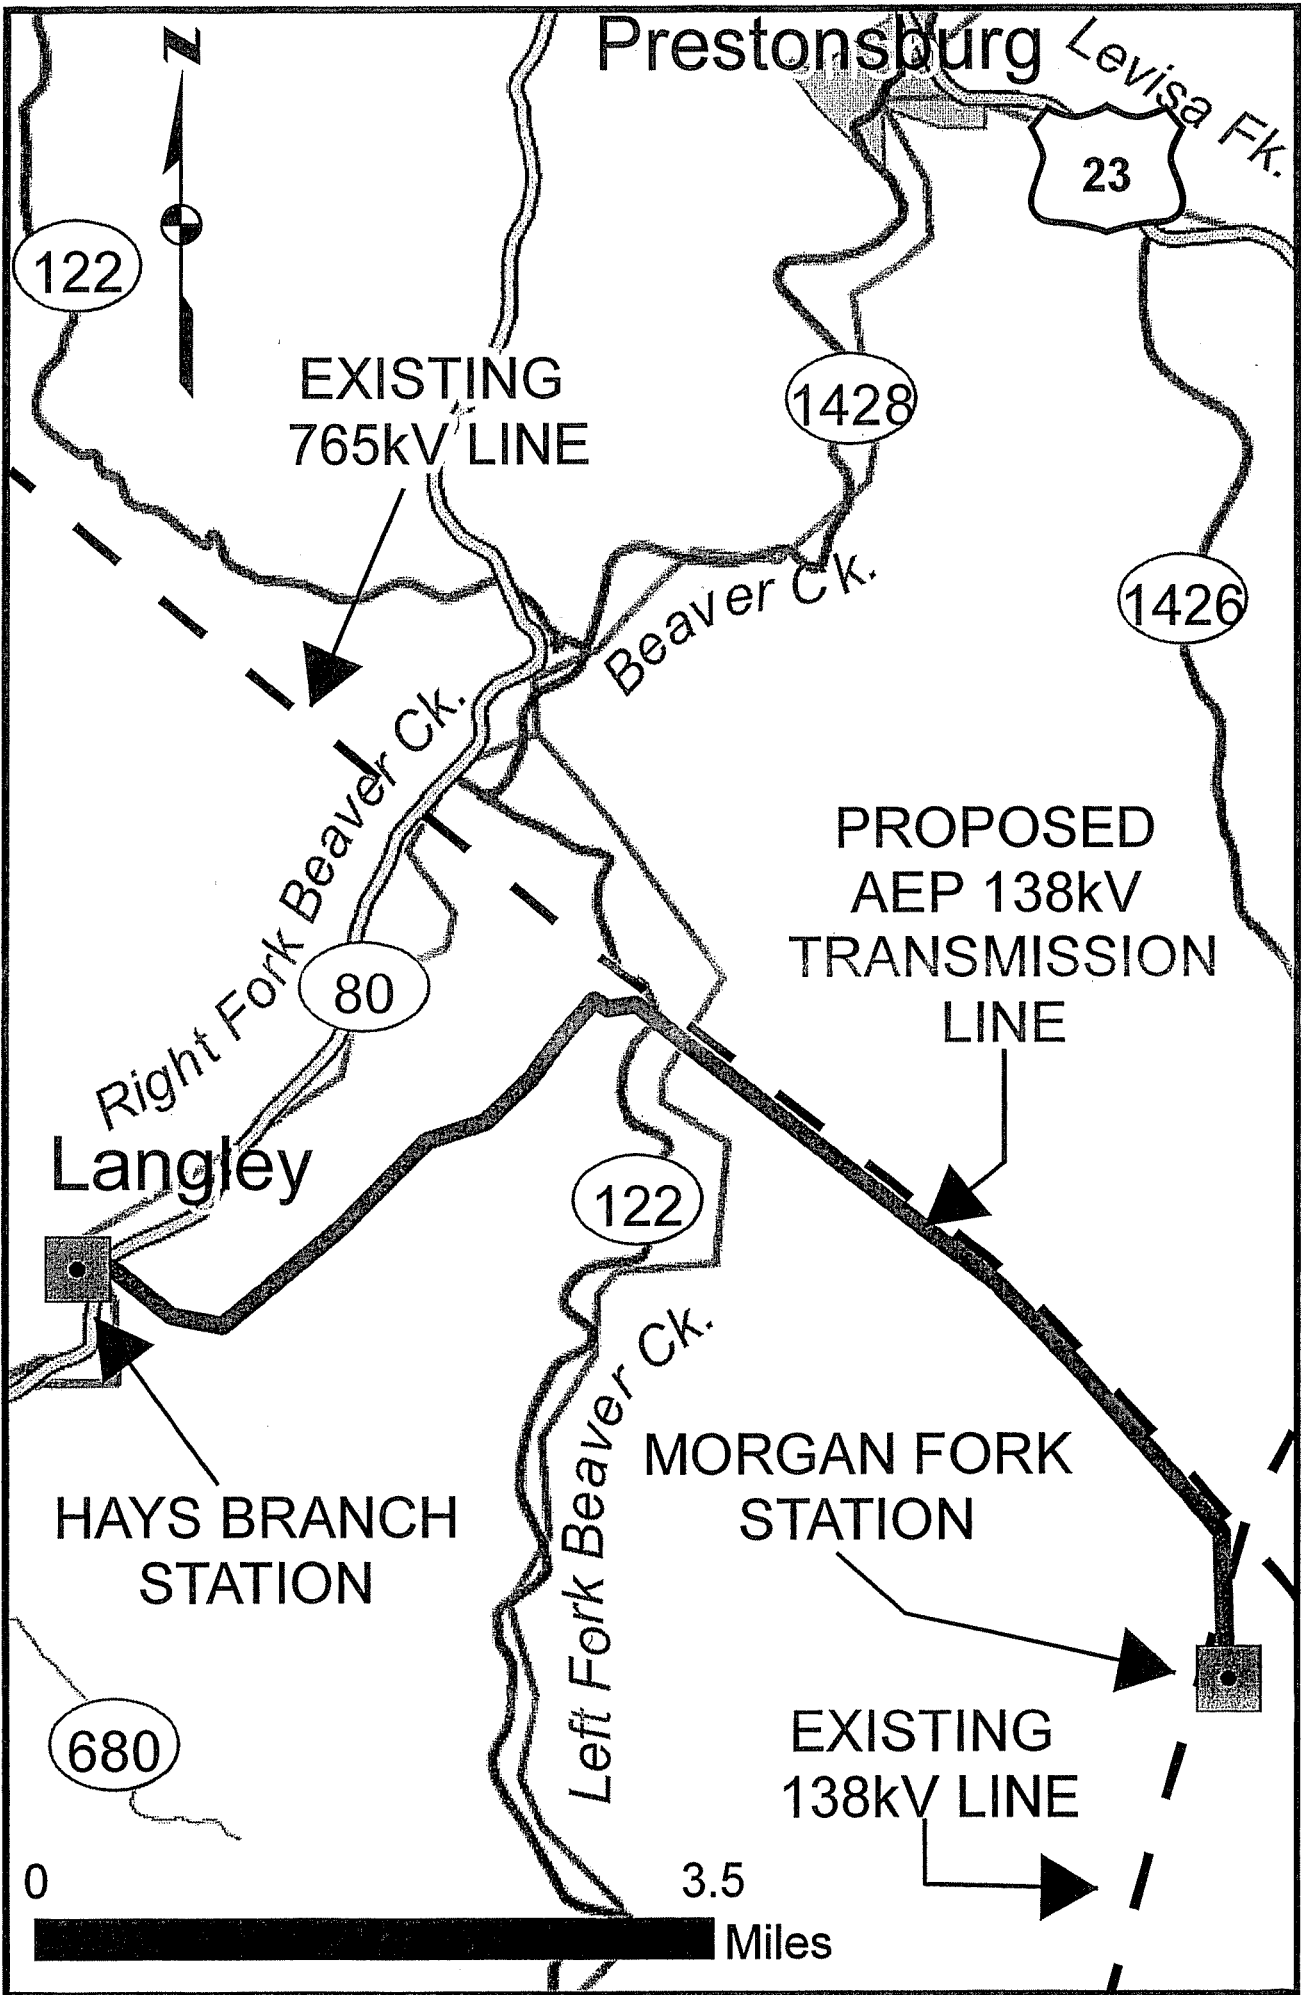 Prestonsburg
Levisa Fk.
N
23
122
EXISTING
765kV LINE
1428
1426
Beaver Ck.
Right Fork Beaver Ck.
PROPOSED
AEP 138kV
TRANSMISSION
LINE
80
Langley
122
Left Fork Beaver Ck.
HAYS BRANCH
STATION
MORGAN FORK
STATION
680
EXISTING
138kV LINE
0
3.5
Miles